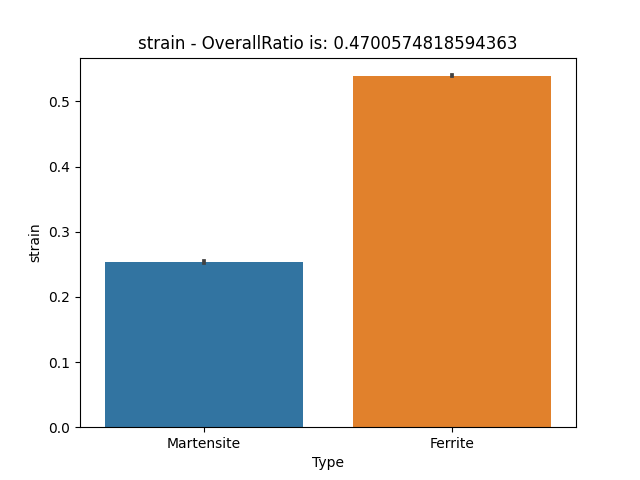 strain - OverallRatio is: 0.4700574818594363
0.5
0.4
0.3
0.2
0.1
0.0
strain
Martensite
Ferrite
Type